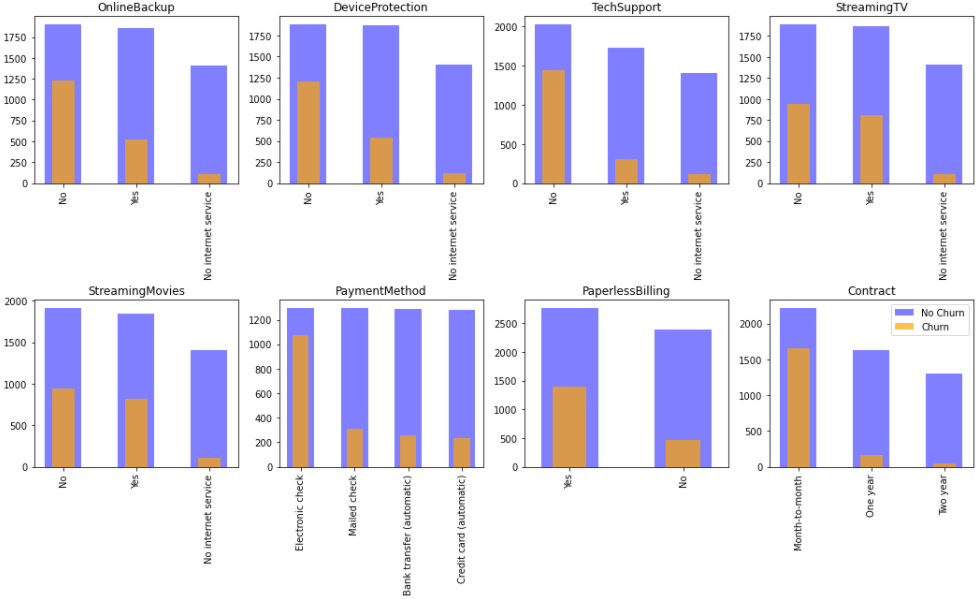 OnlineBackup
1750
1500
1250
1000
750
500
250
0
No
Yes
No internet service
DeviceProtection
1750
1500
1250
1000
750
500
250
0
No
Yes
No internet service
TechSupport
2000
1500
1000
500
0
No
Yes
No internet service
StreamingTV
1750
1500
1250
1000
750
500
250
0
No
Yes
No internet service
StreamingMovies
2000
1500
1000
500
0
No
Yes
No internet service
PaymentMethod
1200
1000
800
600
400
200
0
Electronic check
Mailed check
Bank transfer (automatic)
Credit card (automatic)
PaperlessBilling
2500
2000
1500
1000
500
0
Yes
No
Contract
No Churn
Churn
2000
1500
1000
500
0
Month-to-month
One year
Two year